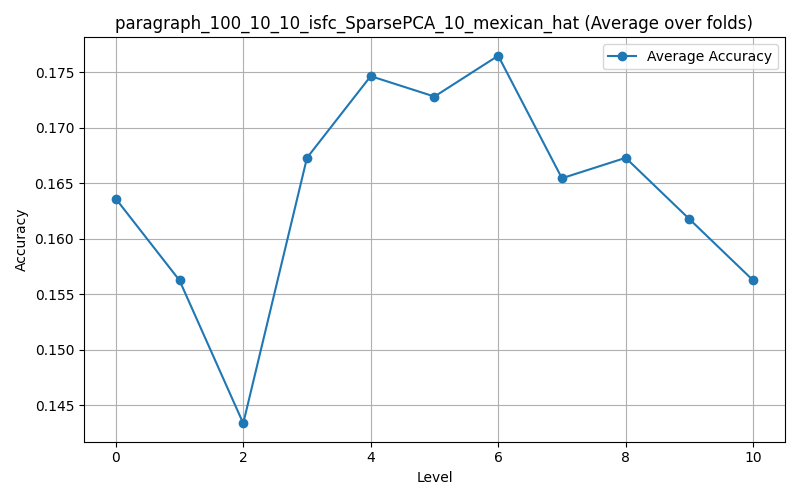 paragraph_100_10_10_isfc_SparsePCA_10_mexican_hat (Average over folds)
Average Accuracy
0.175
0.170
0.165
0.160
0.155
0.150
0.145
Accuracy
0 2 4 6 8 10
Level